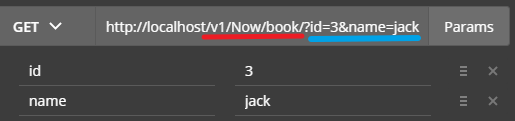 GET http://localhost/v1/Now/book/?id=3&name=jack Params
id 3
name jack